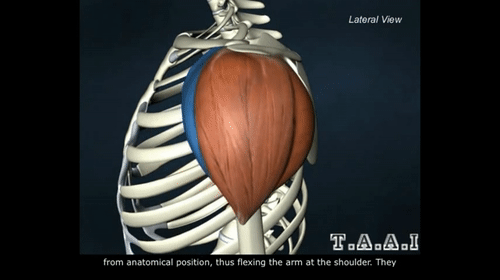 Lateral View
T.A.A.I
from anatomical position, thus flexing the arm at the shoulder. They